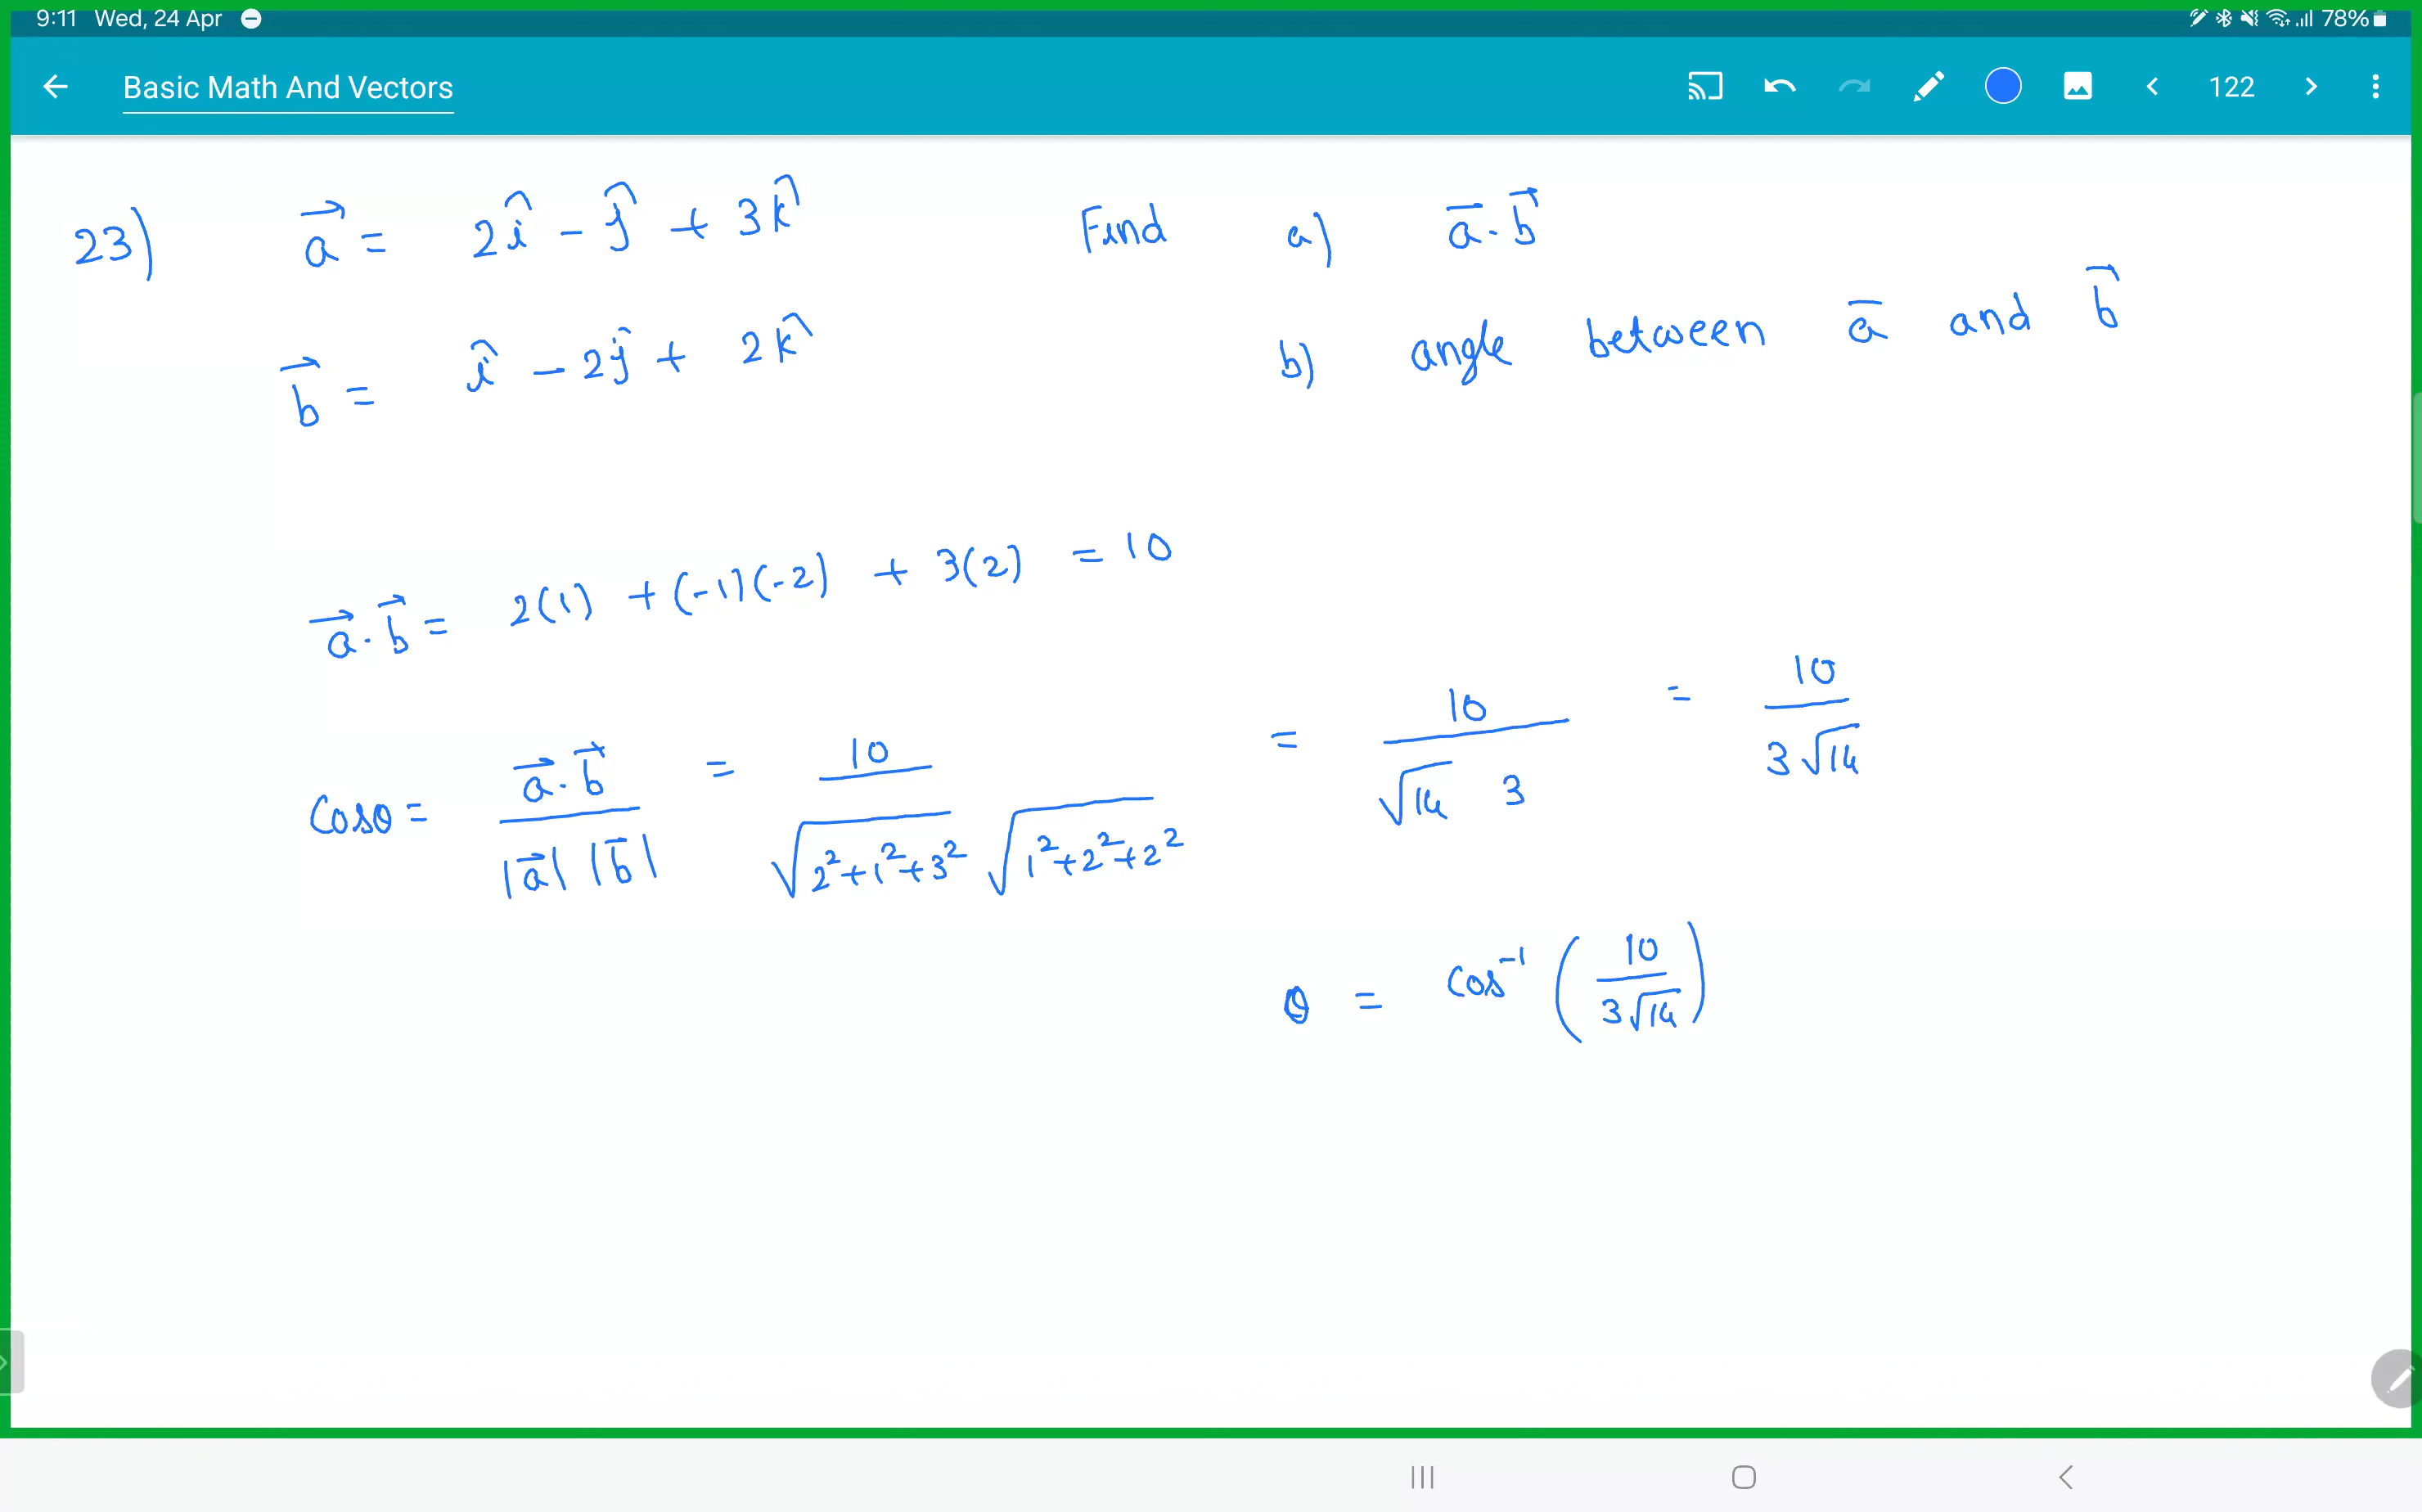 9:11 Wed, 24 Apr 78%
Basic Math And Vectors 122
23) a⃗ = 2î - ĵ + 3k̂ Find a) a⃗.b⃗
b⃗ = î - 2ĵ + 2k̂ b) angle between a⃗ and b⃗
a⃗.b⃗ = 2(1) + (-1)(-2) + 3(2) = 10
Cosθ = a⃗.b⃗ / |a⃗| |b⃗| = 10 / √(2²+1²+3²) √(1²+2²+2²) = 10 / √14 3 = 10 / 3√14
θ = Cos⁻¹ (10 / 3√14)